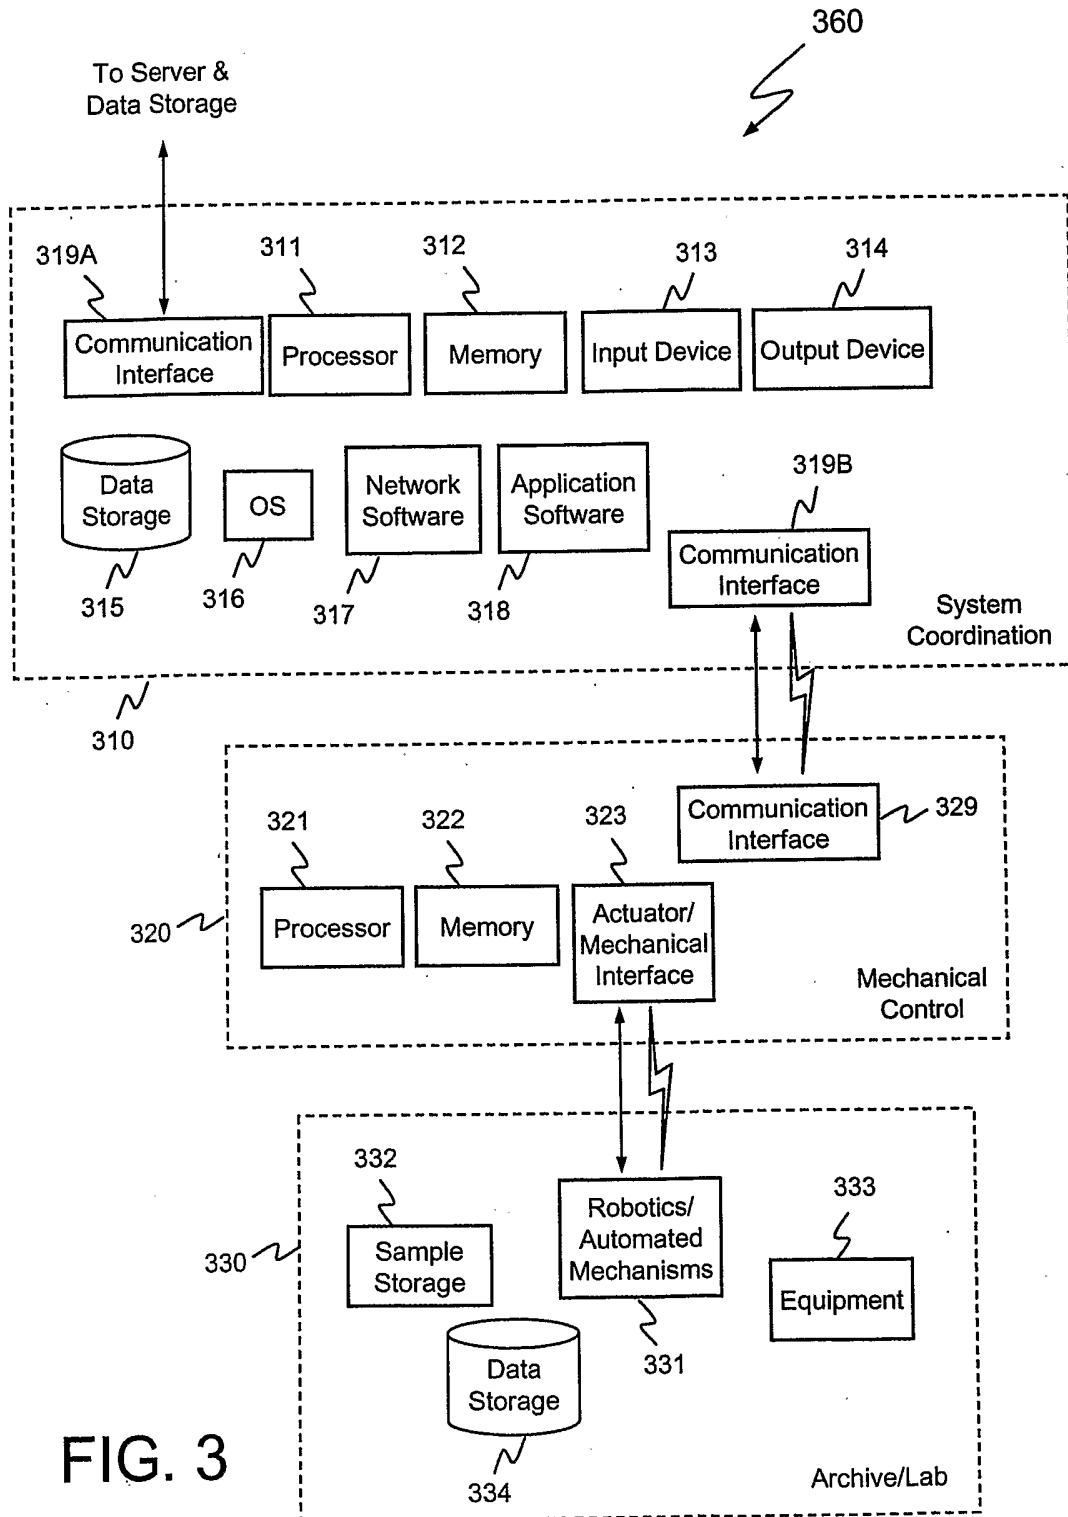 360
To Server &
Data Storage
319A
311
312
313
314
Communication
Interface
Processor
Memory
Input Device
Output Device
Data
Storage
OS
Network
Software
Application
Software
319B
Communication
Interface
315
316
317
318
System
Coordination
310
Communication
Interface
329
321
322
323
320
Processor
Memory
Actuator/
Mechanical
Interface
Mechanical
Control
332
333
330
Sample
Storage
Robotics/
Automated
Mechanisms
Equipment
331
Data
Storage
334
Archive/Lab
FIG. 3